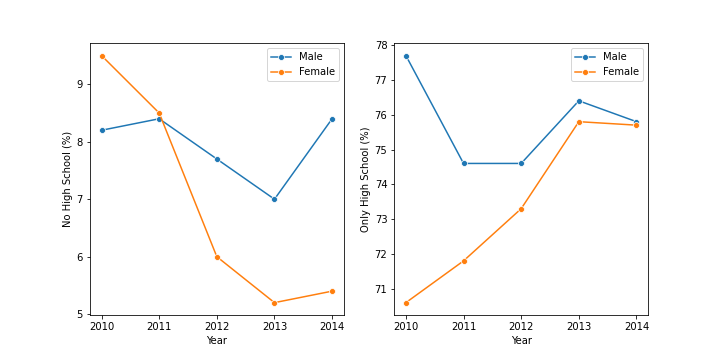 No High School (%)
9
8
7
6
5
Male
Female
2010 2011 2012 2013 2014
Year
Only High School (%)
78
77
76
75
74
73
72
71
Male
Female
2010 2011 2012 2013 2014
Year